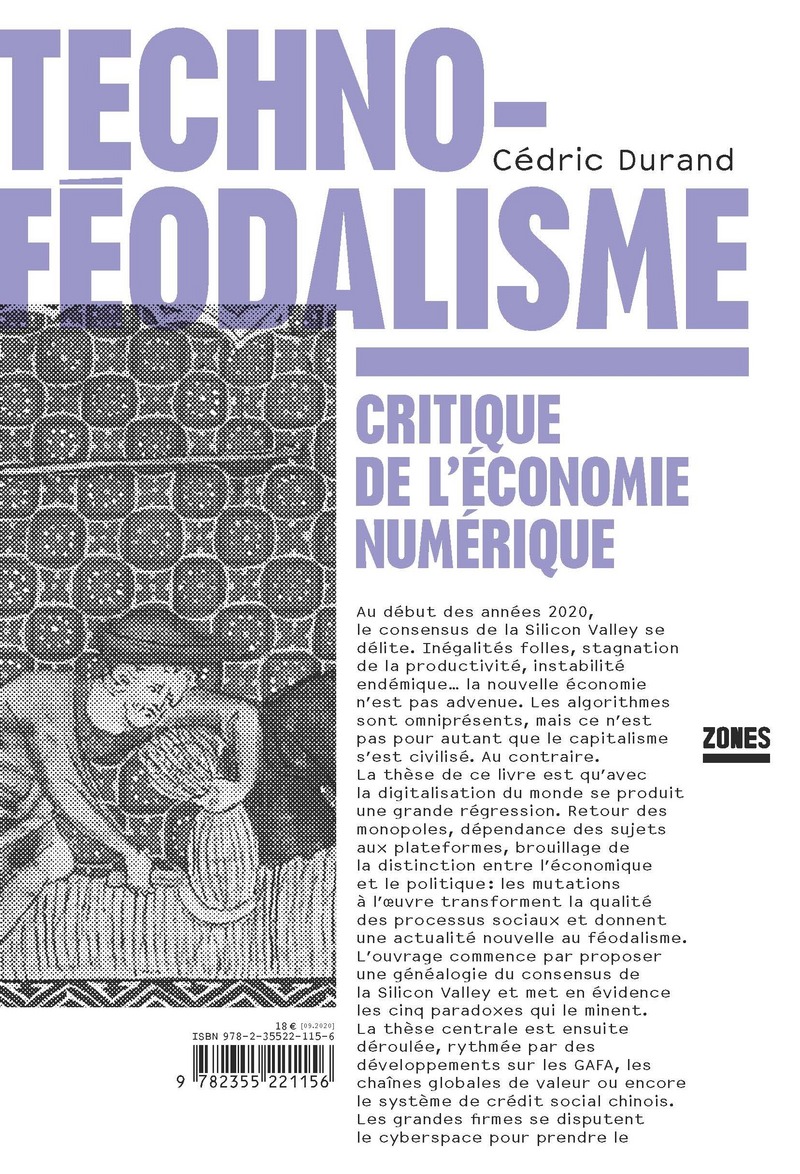 TECHNO-
Cédric Durand
FÉODALISME
CRITIQUE
DE L'ÉCONOMIE
NUMÉRIQUE
Au début des années 2020,
le consensus de la Silicon Valley se
délite. Inégalités folles, stagnation
de la productivité, instabilité
endémique… la nouvelle économie
n'est pas advenue. Les algorithmes
sont omniprésents, mais ce n'est
pas pour autant que le capitalisme
s'est civilisé. Au contraire.
La thèse de ce livre est qu'avec
la digitalisation du monde se produit
une grande régression. Retour des
monopoles, dépendance des sujets
aux plateformes, brouillage de
la distinction entre l'économique
et le politique : les mutations
à l'œuvre transforment la qualité
des processus sociaux et donnent
une actualité nouvelle au féodalisme.
L'ouvrage commence par proposer
une généalogie du consensus de
la Silicon Valley et met en évidence
les cinq paradoxes qui le minent.
La thèse centrale est ensuite
déroulée, rythmée par des
développements sur les GAFA, les
chaînes globales de valeur ou encore
le système de crédit social chinois.
Les grandes firmes se disputent
le cyberspace pour prendre le
ZONES
18 € [09.2020]
ISBN 978-2-35522-115-6
9 782355 221156